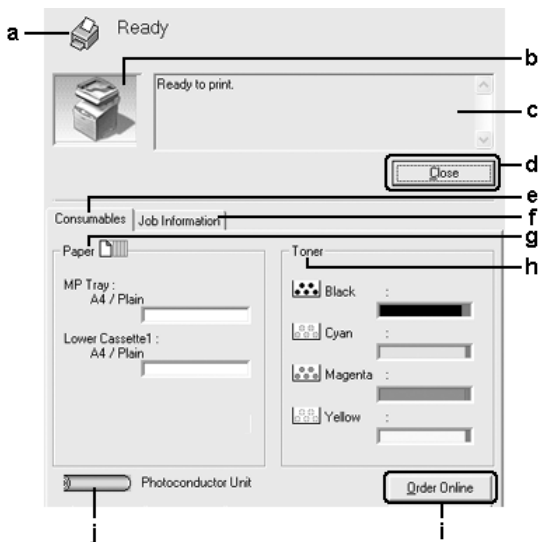 a
Ready
b
Ready to print.
c
Close
d
e
Consumables
Job Information
f
Paper
g
Toner
h
MP Tray :
A4 / Plain
Lower Cassette1 :
A4 / Plain
Black :
Cyan :
Magenta :
Yellow :
Photoconductor Unit
Order Online
j
i